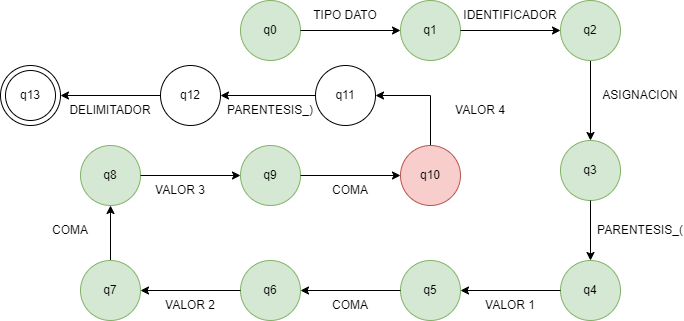 q0
TIPO DATO
q1
IDENTIFICADOR
q2
ASIGNACION
q3
PARENTESIS_(
q4
VALOR 1
q5
COMA
q6
VALOR 2
q7
COMA
q8
VALOR 3
q9
COMA
q10
VALOR 4
q11
PARENTESIS_)
q12
DELIMITADOR
q13